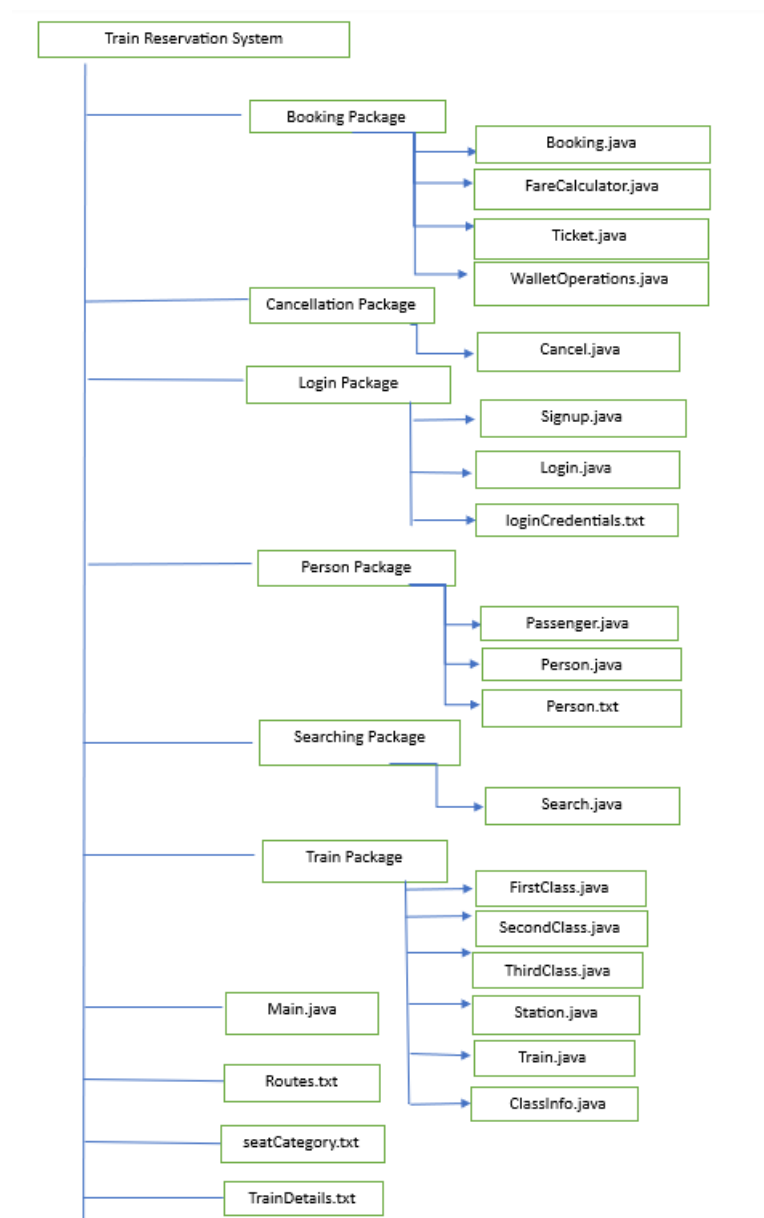 Train Reservation System
Booking Package
Booking.java
FareCalculator.java
Ticket.java
WalletOperations.java
Cancellation Package
Cancel.java
Login Package
Signup.java
Login.java
loginCredentials.txt
Person Package
Passenger.java
Person.java
Person.txt
Searching Package
Search.java
Train Package
FirstClass.java
SecondClass.java
ThirdClass.java
Station.java
Train.java
ClassInfo.java
Main.java
Routes.txt
seatCategory.txt
TrainDetails.txt